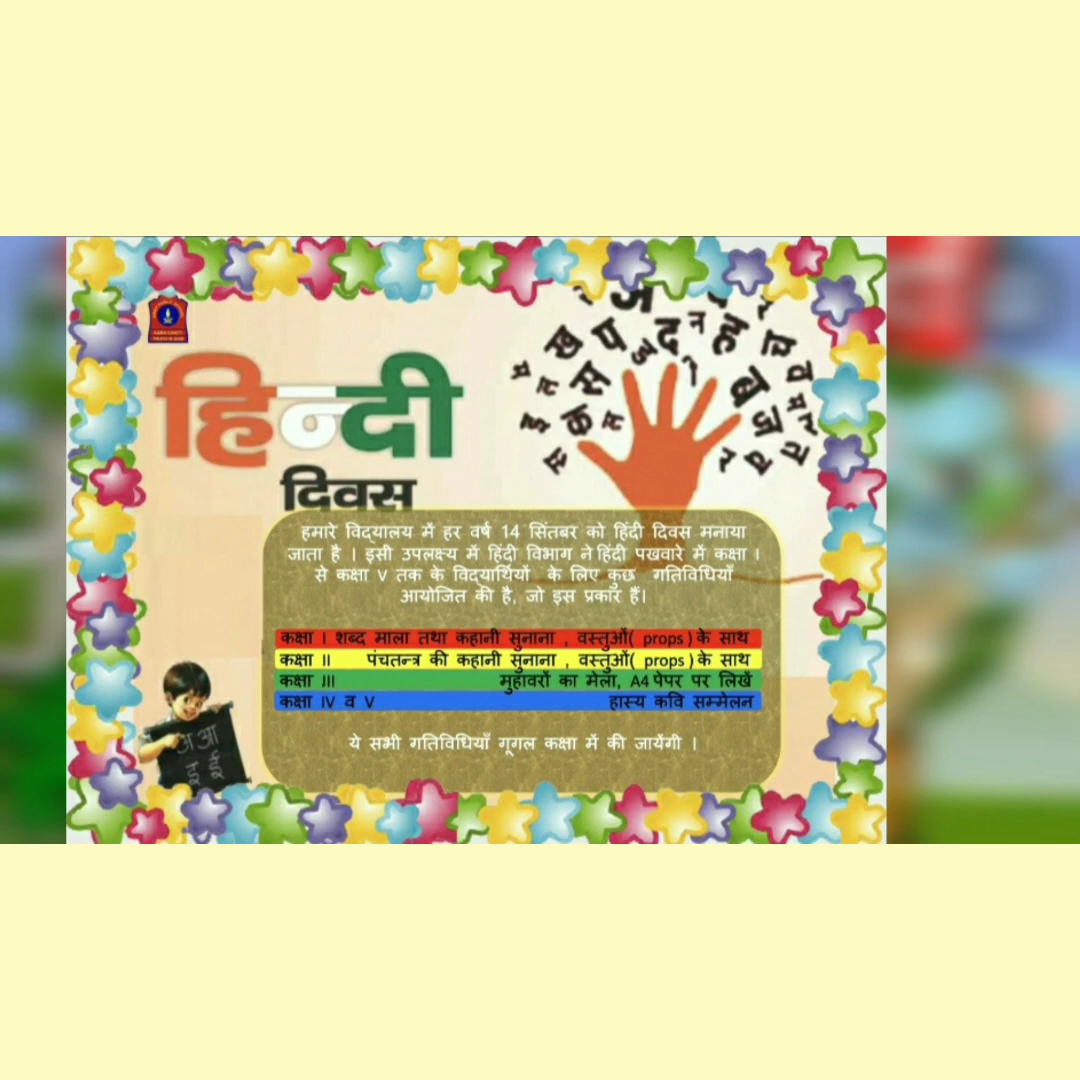 हिन्दी
दिवस
हमारे विद्यालय में हर वर्ष 14 सिंतबर को हिंदी दिवस मनाया
जाता है । इसी उपलक्ष्य में हिंदी विभाग ने हिंदी पखवारे में कक्षा ।
से कक्षा V तक के विद्यार्थियों के लिए कुछ गतिविधियाँ
आयोजित की है, जो इस प्रकार हैं।
कक्षा I शब्द माला तथा कहानी सुनाना , वस्तुओं( props )के साथ
कक्षा II पंचतन्त्र की कहानी सुनाना , वस्तुओं( props )के साथ
कक्षा III मुहावरों का मेला, A4 पेपर पर लिखें
कक्षा IV व V हास्य कवि सम्मेलन
ये सभी गतिविधियाँ गूगल कक्षा में की जायेंगी ।
अ आ